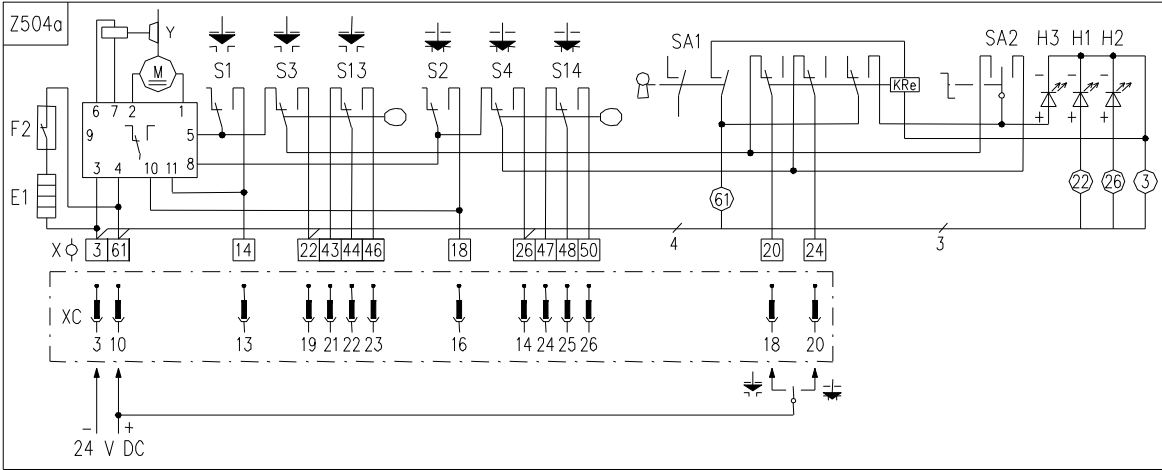 Z504a
Y
M
S1 S3 S13 S2 S4 S14
SA1 SA2 H3 H1 H2
KRe
6 7 2 1
F2 9 5
8
3 4 10 11
E1
- - -
+ + +
61 22 26 3
4 3
X 3 61 14 22 43 44 46 18 26 47 48 50 20 24
XC
3 10 13 19 21 22 23 16 14 24 25 26 18 20
- +
24 V DC